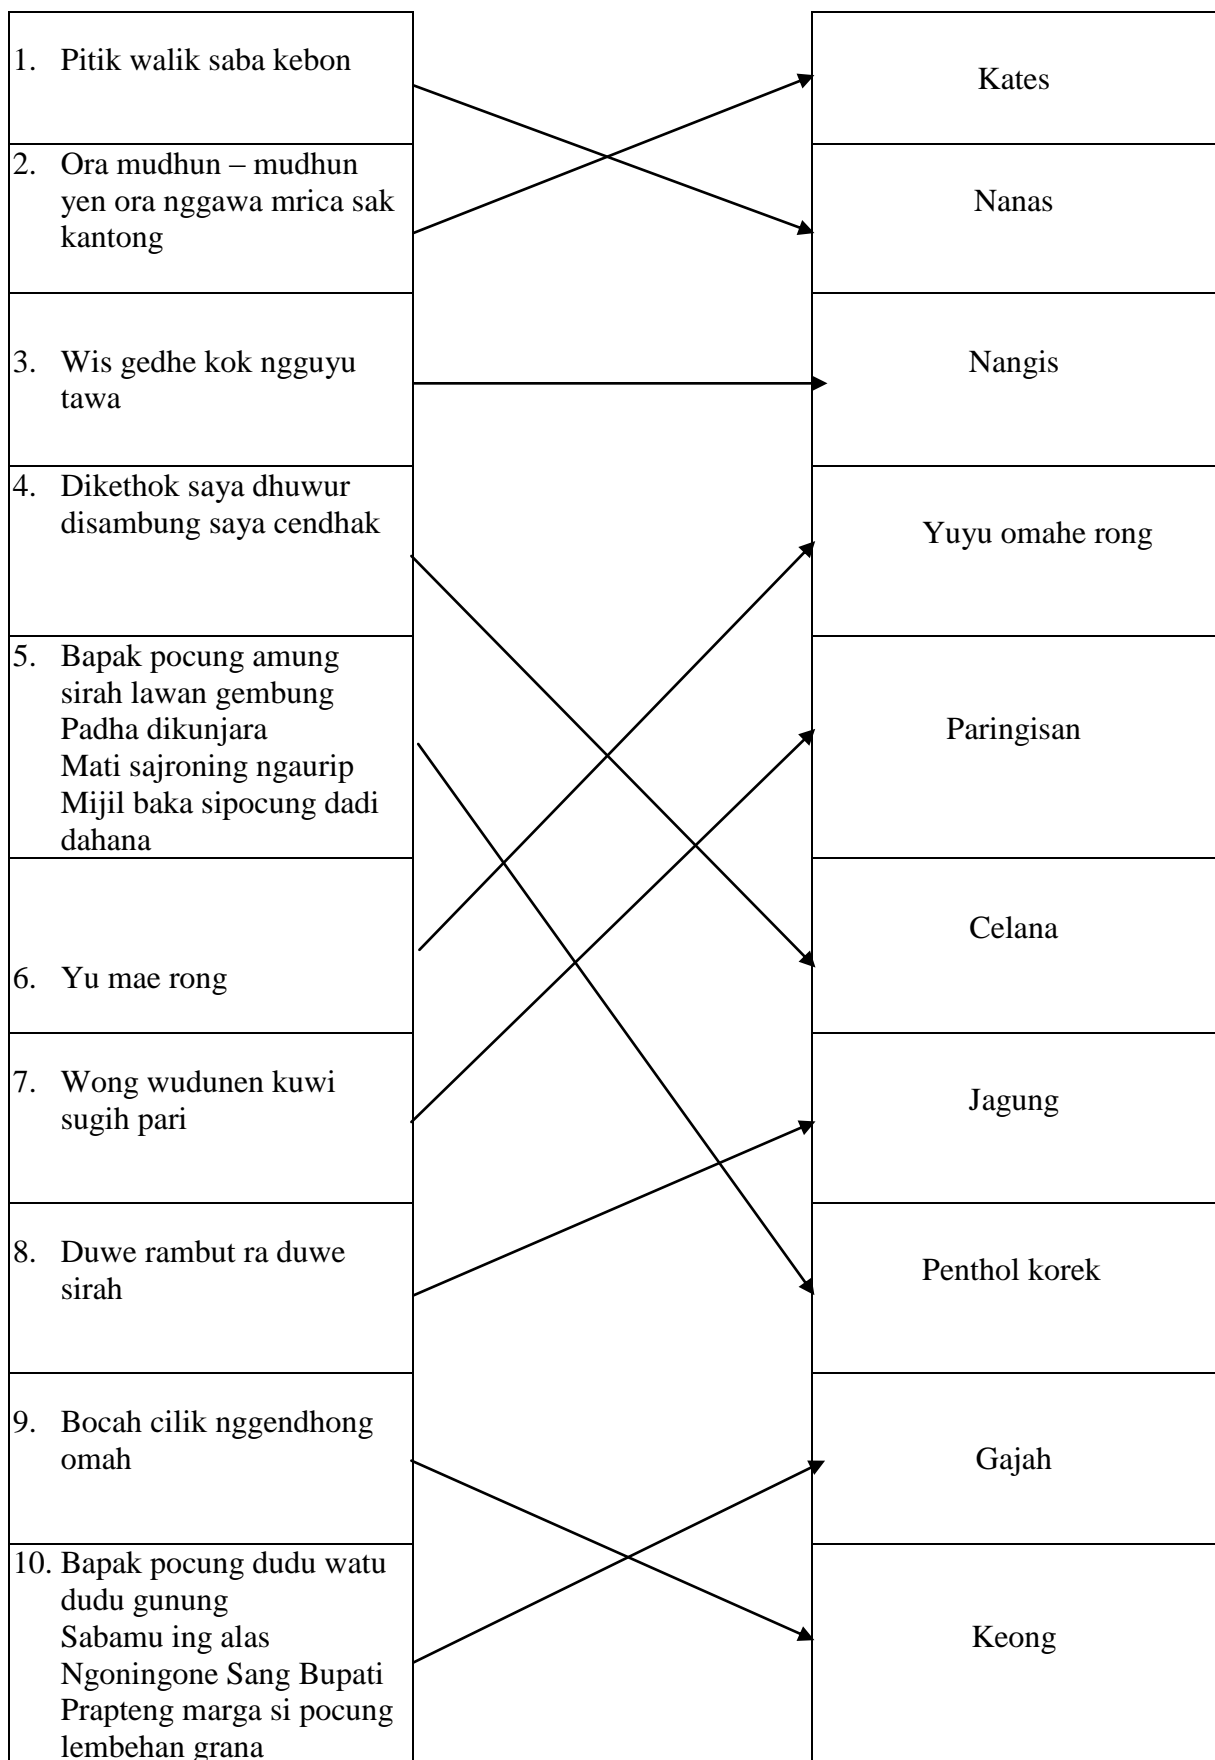 1. Pitik walik saba kebon
Kates
2. Ora mudhun – mudhun
yen ora nggawa mrica sak
kantong
Nanas
3. Wis gedhe kok ngguyu
tawa
Nangis
4. Dikethok saya dhuwur
disambung saya cendhak
Yuyu omahe rong
5. Bapak pocung amung
sirah lawan gembung
Padha dikunjara
Mati sajroning ngaurip
Mijil baka sipocung dadi
dahana
Paringisan
6. Yu mae rong
Celana
7. Wong wudunen kuwi
sugih pari
Jagung
8. Duwe rambut ra duwe
sirah
Penthol korek
9. Bocah cilik nggendhong
omah
Gajah
10. Bapak pocung dudu watu
dudu gunung
Sabamu ing alas
Ngoningone Sang Bupati
Prapteng marga si pocung
lembehan grana
Keong